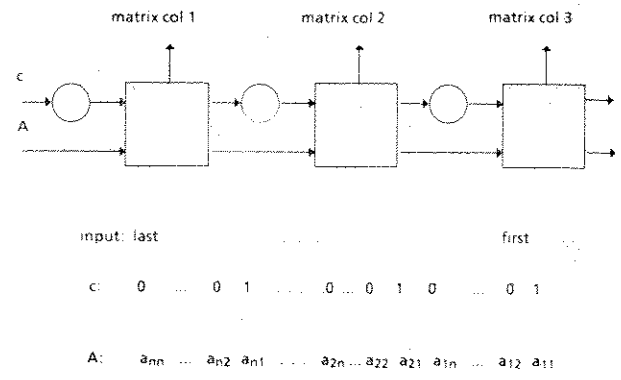 matrix col 1 matrix col 2 matrix col 3
c
A
input: last . . . . first
c: 0 ... 0 1 . . . . 0 ... 0 1 0 ... 0 1
A: aₙₙ ... aₙ₂ aₙ₁ . . . . a₂ₙ ... a₂₂ a₂₁ a₁ₙ ... a₁₂ a₁₁